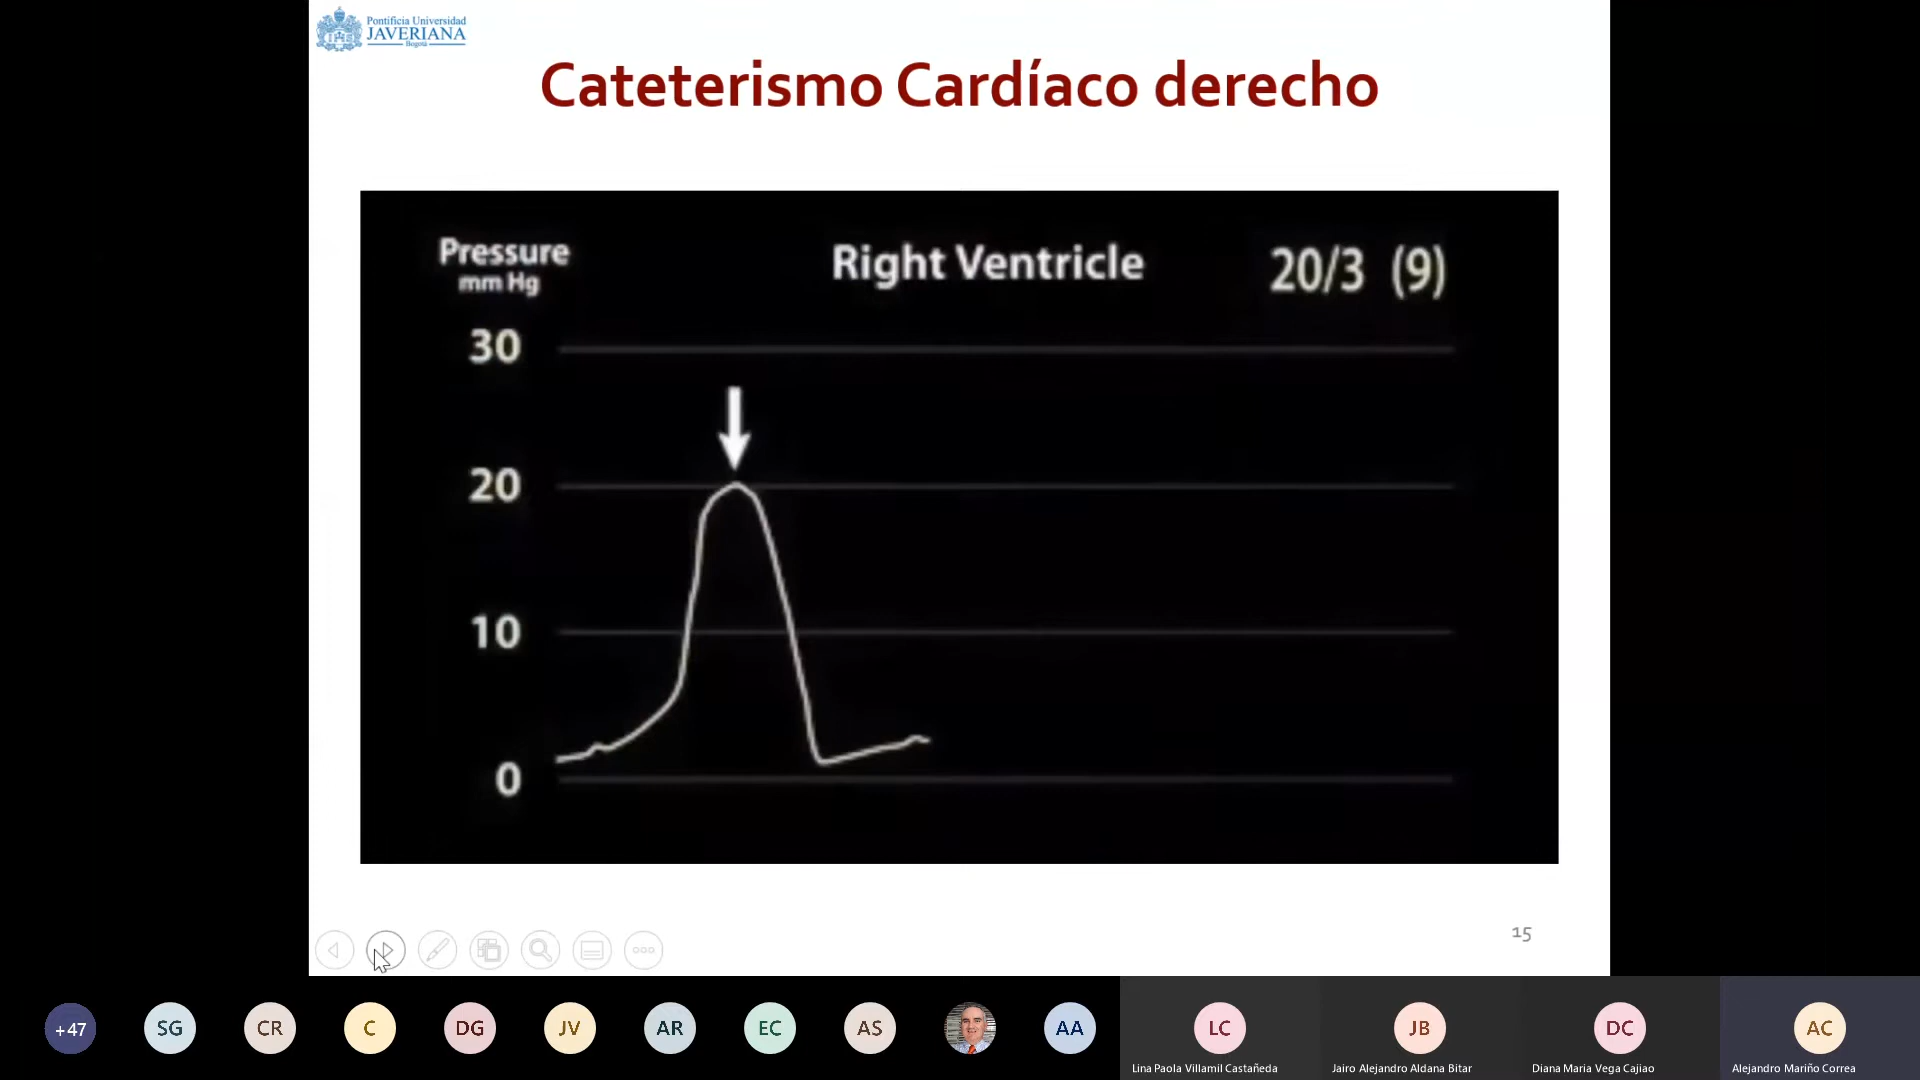 Pontificia Universidad
JAVERIANA
Bogotá
Cateterismo Cardíaco derecho
Pressure
mm Hg
Right Ventricle
20/3 (9)
30
20
10
0
15
+47
SG
CR
C
DG
JV
AR
EC
AS
AA
LC
JB
DC
AC
Lina Paola Villamil Castañeda
Jairo Alejandro Aldana Bitar
Diana Maria Vega Cajiao
Alejandro Mariño Correa